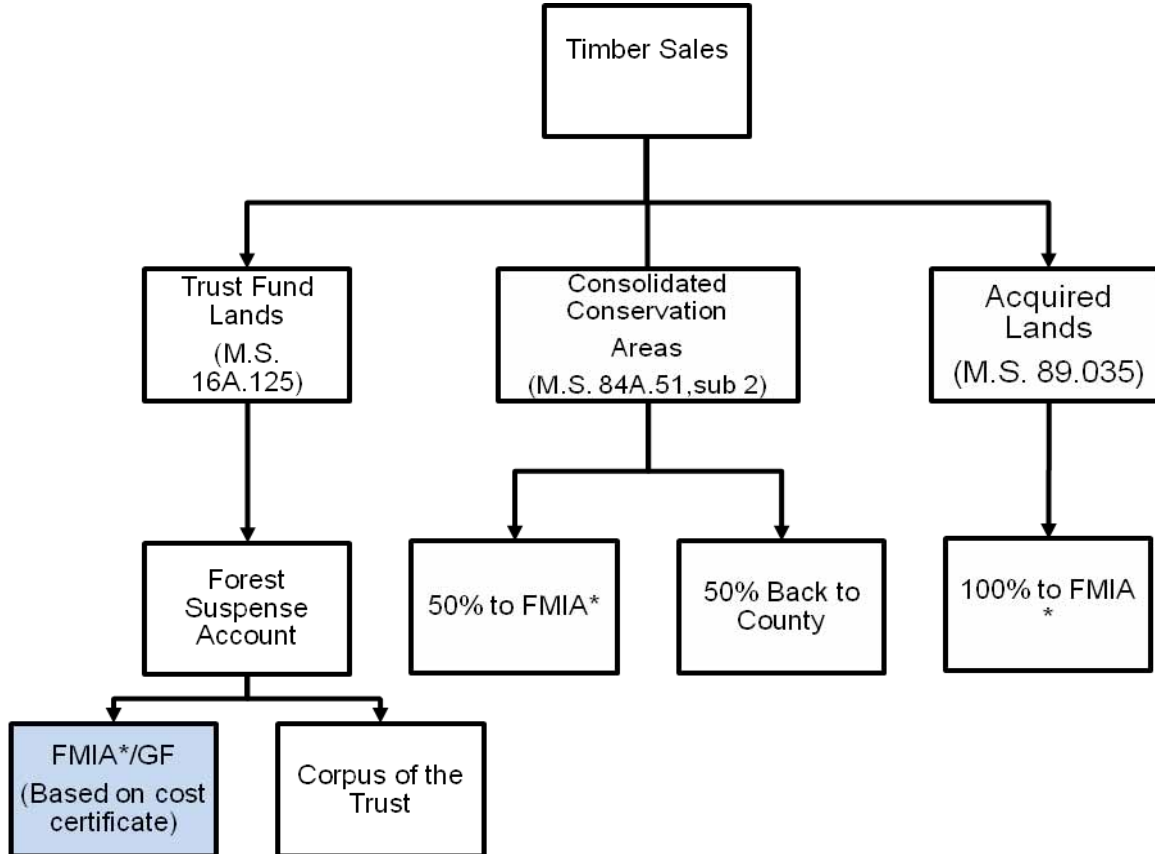 Timber Sales
Trust Fund
Lands
(M.S.
16A.125)
Consolidated
Conservation
Areas
(M.S. 84A.51,sub 2)
Acquired
Lands
(M.S. 89.035)
Forest
Suspense
Account
50% to FMIA*
50% Back to
County
100% to FMIA
*
FMIA*/GF
(Based on cost
certificate)
Corpus of the
Trust